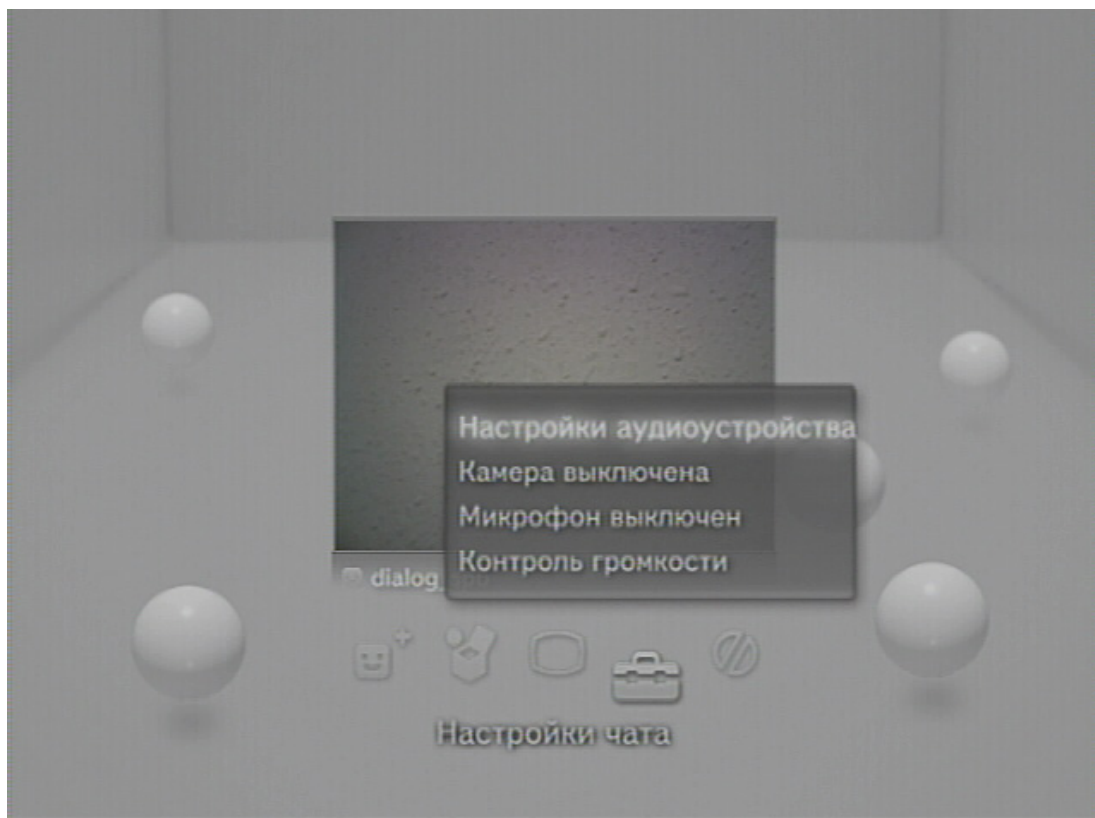 Настройки аудиоустройства
Камера выключена
Микрофон выключен
Контроль громкости
dialog_
Настройки чата